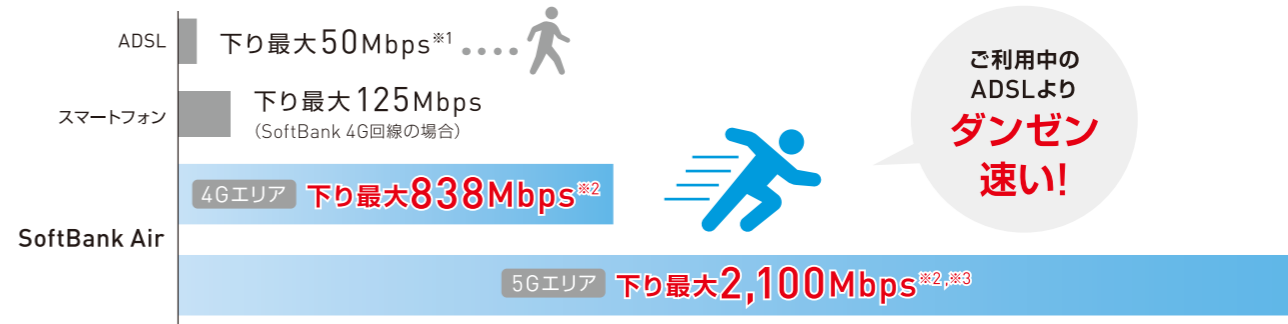 ADSL
下り最大50Mbps※1
スマートフォン
下り最大125Mbps
(SoftBank 4G回線の場合)
SoftBank Air
4Gエリア 下り最大838Mbps※2
5Gエリア 下り最大2,100Mbps※2,※3
ご利用中の
ADSLより
ダンゼン
速い!